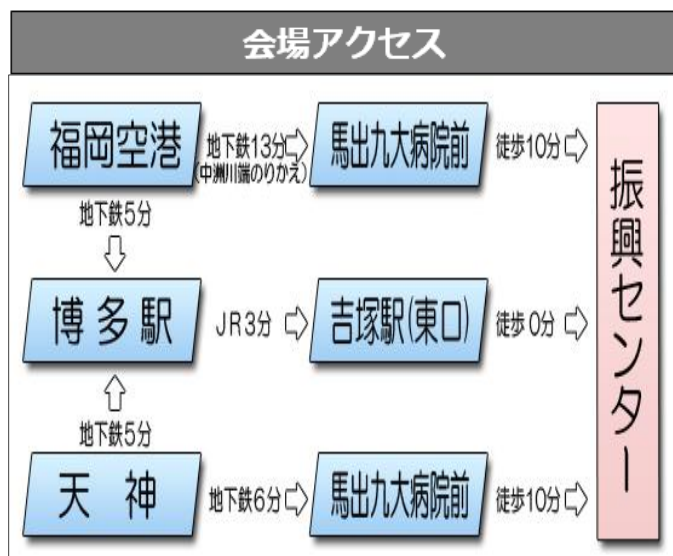 会場アクセス
福岡空港
地下鉄13分
(中洲川端のりかえ)
馬出九大病院前
徒歩10分
地下鉄5分
博多駅
JR3分
吉塚駅(東口)
徒歩0分
地下鉄5分
天神
地下鉄6分
馬出九大病院前
徒歩10分
振興センター